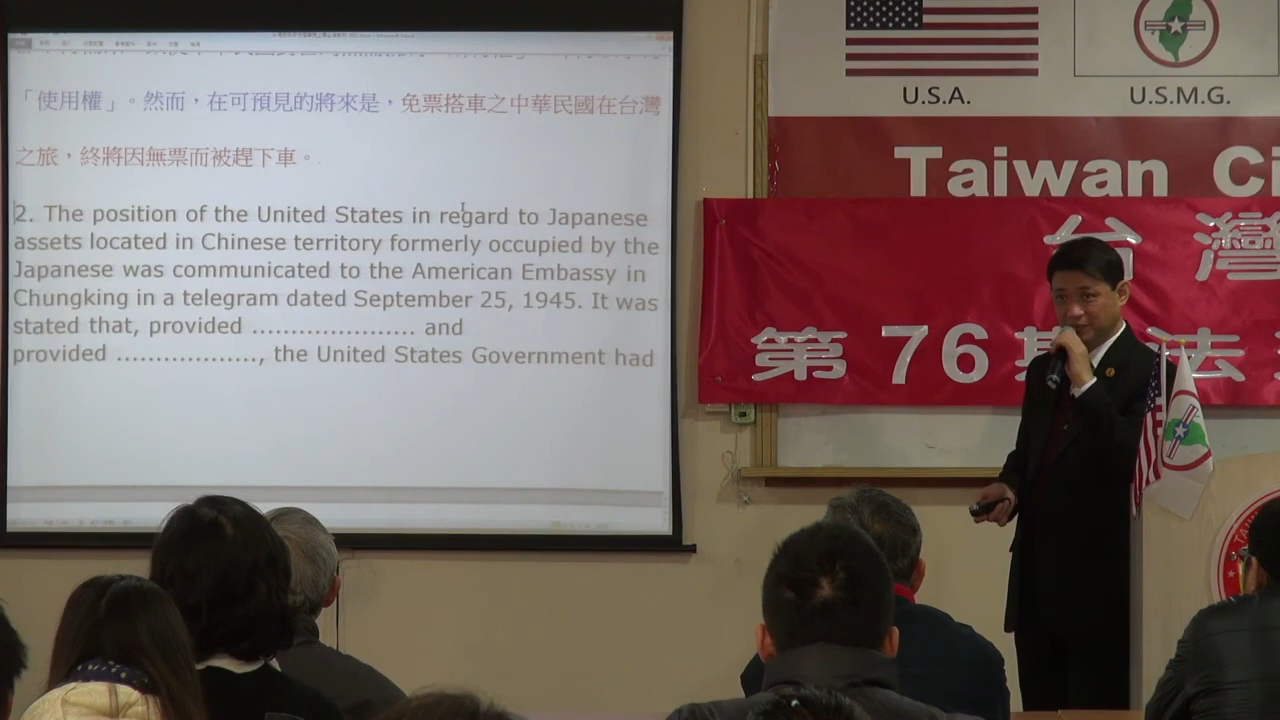 「使用權」。然而，在可預見的將來是，免票搭車之中華民國在台灣
之旅，終將因無票而被趕下車。
2. The position of the United States in regard to Japanese
assets located in Chinese territory formerly occupied by the
Japanese was communicated to the American Embassy in
Chungking in a telegram dated September 25, 1945. It was
stated that, provided ..................... and
provided .................., the United States Government had
U.S.A.
U.S.M.G.
Taiwan Ci
台灣
第76期法